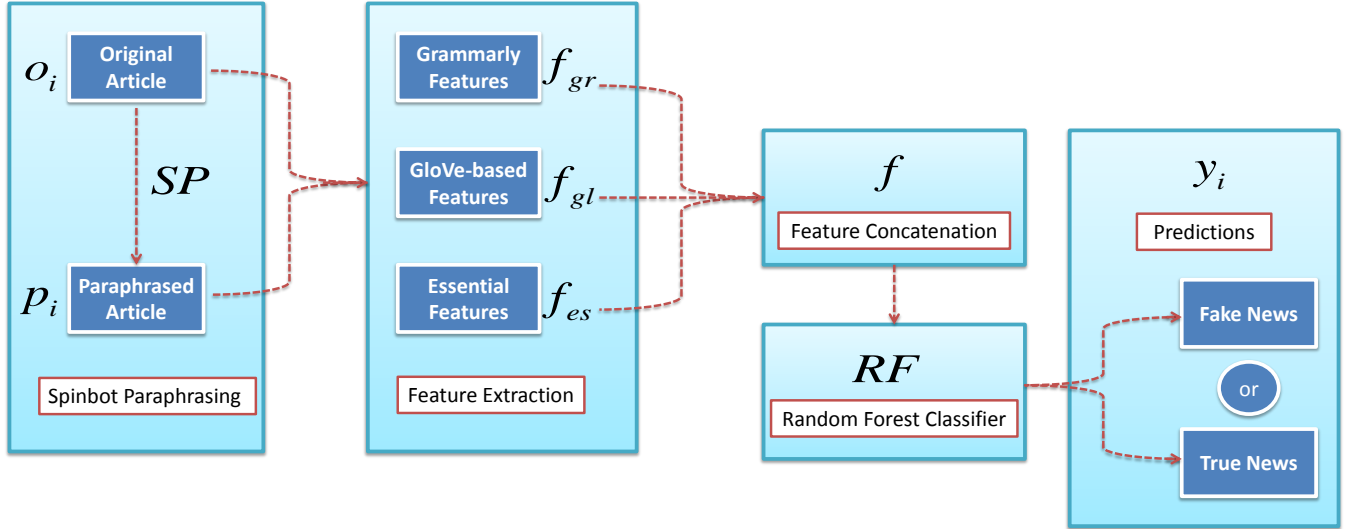 Original
Article
o_i
SP
Paraphrased
Article
p_i
Spinbot Paraphrasing
Grammarly
Features
f_gr
GloVe-based
Features
f_gl
Essential
Features
f_es
Feature Extraction
f
Feature Concatenation
RF
Random Forest Classifier
y_i
Predictions
Fake News
or
True News